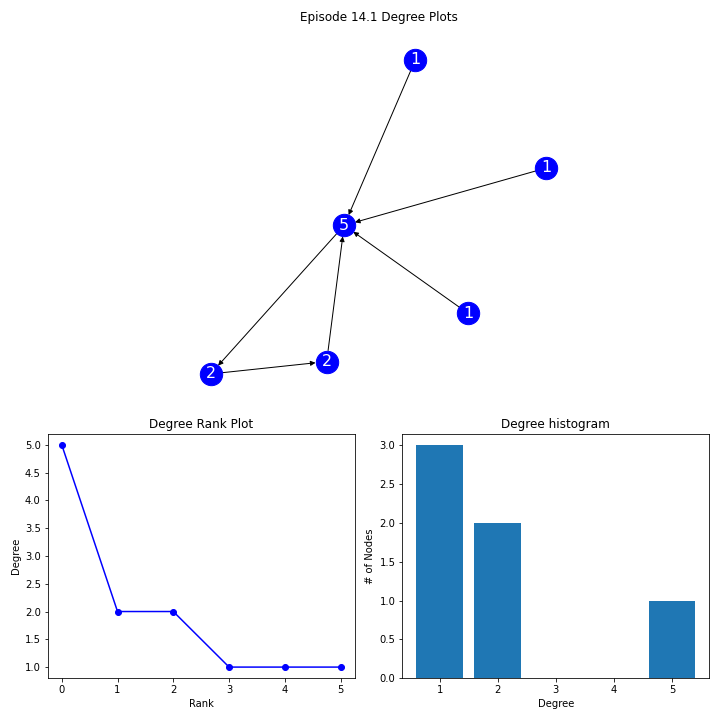 Episode 14.1 Degree Plots
1
1
5
1
2
2
Degree Rank Plot
5.0
4.5
4.0
3.5
3.0
2.5
2.0
1.5
1.0
Degree
0 1 2 3 4 5
Rank
Degree histogram
3.0
2.5
2.0
1.5
1.0
0.5
0.0
# of Nodes
1 2 3 4 5
Degree